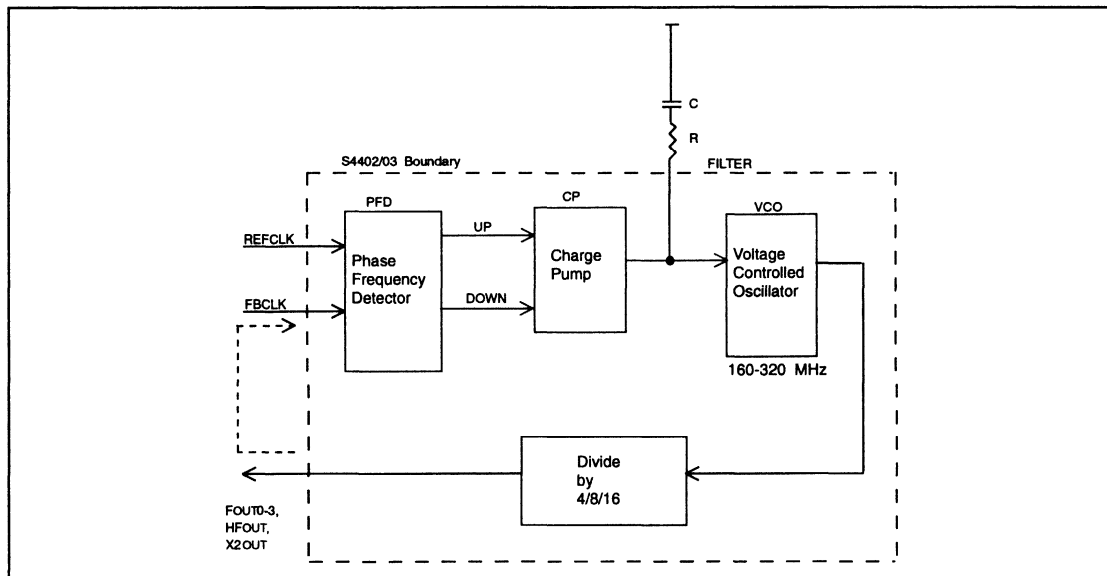 C
R
S4402/03 Boundary
FILTER
PFD
CP
VCO
REFCLK
UP
Phase
Frequency
Detector
Charge
Pump
Voltage
Controlled
Oscillator
FBCLK
DOWN
160-320 MHz
Divide
by
4/8/16
FOUT0-3,
HFOUT,
X2OUT